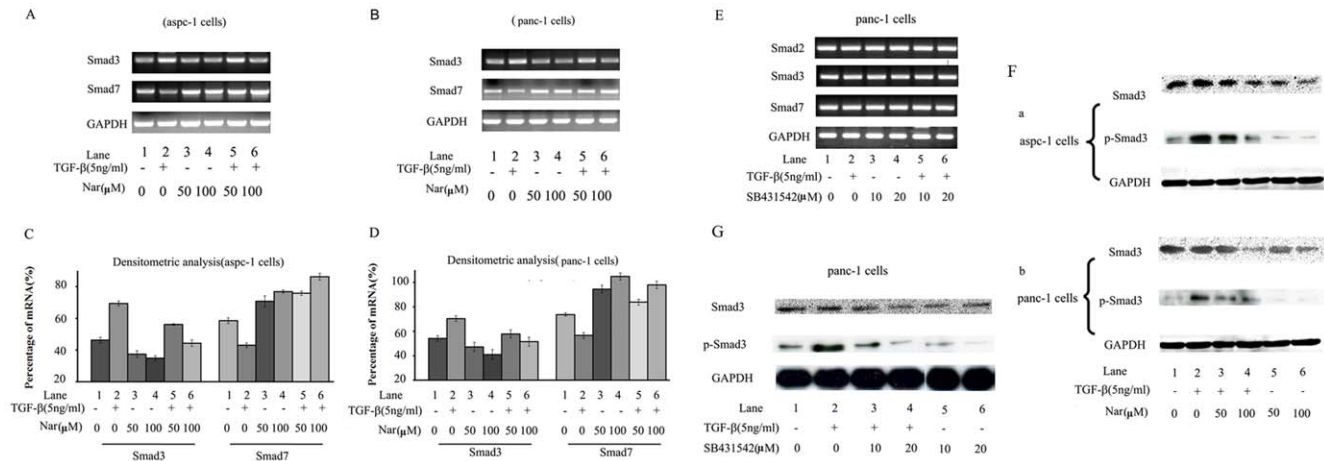 A
(aspc-1 cells)
Smad3
Smad7
GAPDH
Lane 1 2 3 4 5 6
TGF-β(5ng/ml) - + - - + +
Nar(μM) 0 0 50 100 50 100
B
( panc-1 cells)
Smad3
Smad7
GAPDH
Lane 1 2 3 4 5 6
TGF-β(5ng/ml) - + - - + +
Nar(μM) 0 0 50 100 50 100
C
Densitometric analysis(aspc-1 cells)
Percentage of mRNA(%)
80
60
40
20
1 2 3 4 5 6 1 2 3 4 5 6
Lane
TGF-β(5ng/ml) - + - - + + - + - - + +
Nar(μM) 0 0 50 100 50 100 0 0 50 100 50 100
Smad3 Smad7
D
Densitometric analysis( panc-1 cells)
Percentage of mRNA(%)
100
80
60
40
20
1 2 3 4 5 6 1 2 3 4 5 6
Lane
TGF-β(5ng/ml) - + - - + + - + - - + +
Nar(μM) 0 0 50 100 50 100 0 0 50 100 50 100
Smad3 Smad7
E
panc-1 cells
Smad2
Smad3
Smad7
GAPDH
Lane 1 2 3 4 5 6
TGF-β(5ng/ml) - + - - + +
SB431542(μM) 0 0 10 20 10 20
G
panc-1 cells
Smad3
p-Smad3
GAPDH
Lane 1 2 3 4 5 6
TGF-β(5ng/ml) - + + + - -
SB431542(μM) 0 0 10 20 10 20
F
a
aspc-1 cells
Smad3
p-Smad3
GAPDH
b
panc-1 cells
Smad3
p-Smad3
GAPDH
Lane 1 2 3 4 5 6
TGF-β(5ng/ml) - + + + - -
Nar(μM) 0 0 50 100 50 100